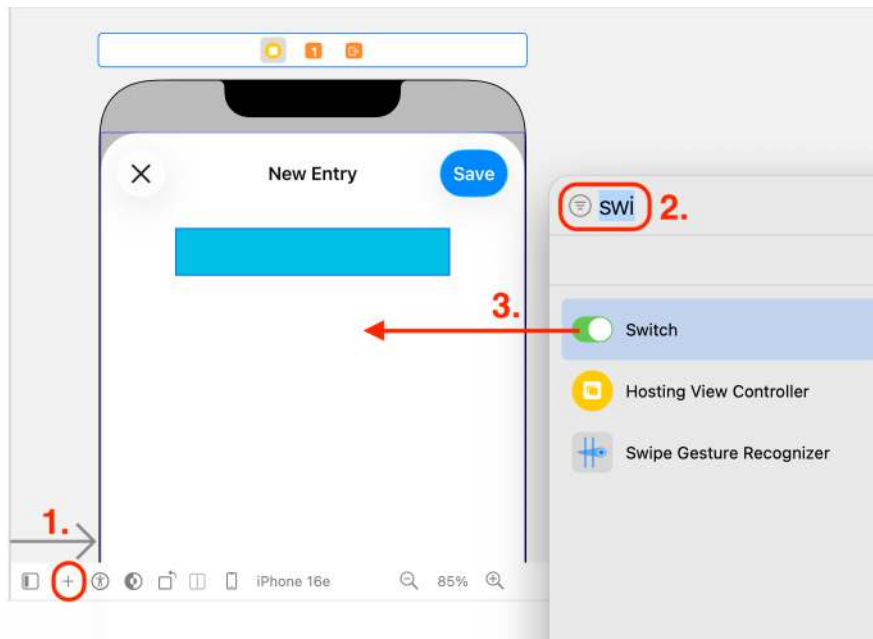 1
New Entry
Save
swi
2.
3.
Switch
Hosting View Controller
Swipe Gesture Recognizer
1.
iPhone 16e
85%